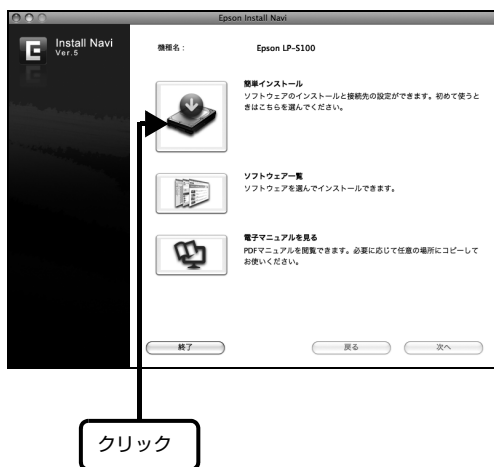 Epson Install Navi
Install Navi
Ver.5
機種名： Epson LP-S100
簡単インストール
ソフトウェアのインストールと接続先の設定ができます。初めて使うと
きはこちらを選んでください。
ソフトウェア一覧
ソフトウェアを選んでインストールできます。
電子マニュアルを見る
PDFマニュアルを閲覧できます。必要に応じて任意の場所にコピーして
お使いください。
終了 戻る 次へ
クリック